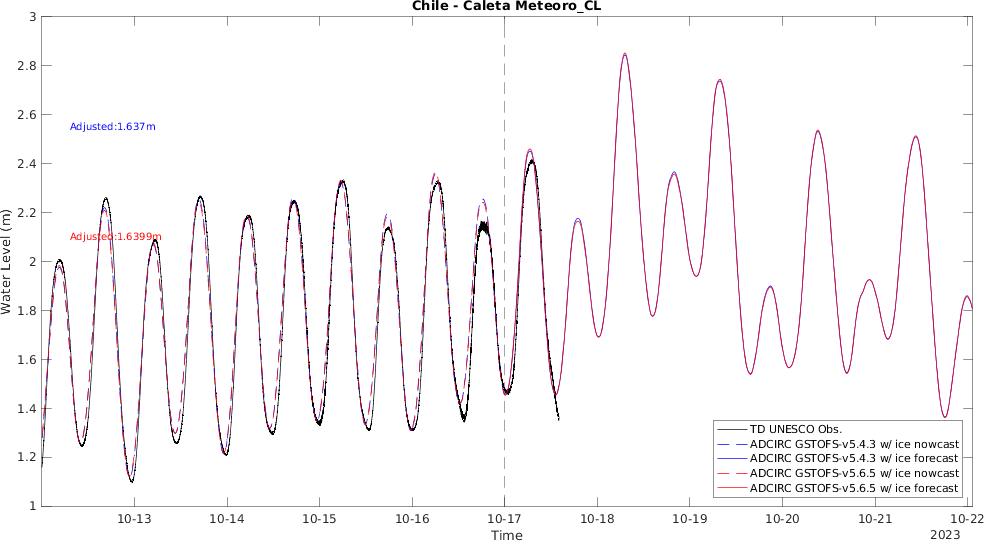 Chile - Caleta Meteoro_CL
3
2.8
2.6
2.4
2.2
2
1.8
1.6
1.4
1.2
1
Water Level (m)
Adjusted:1.637m
Adjusted:1.6399m
TD UNESCO Obs.
ADCIRC GSTOFS-v5.4.3 w/ ice nowcast
ADCIRC GSTOFS-v5.4.3 w/ ice forecast
ADCIRC GSTOFS-v5.6.5 w/ ice nowcast
ADCIRC GSTOFS-v5.6.5 w/ ice forecast
10-13 10-14 10-15 10-16 10-17 10-18 10-19 10-20 10-21 10-22
Time
2023